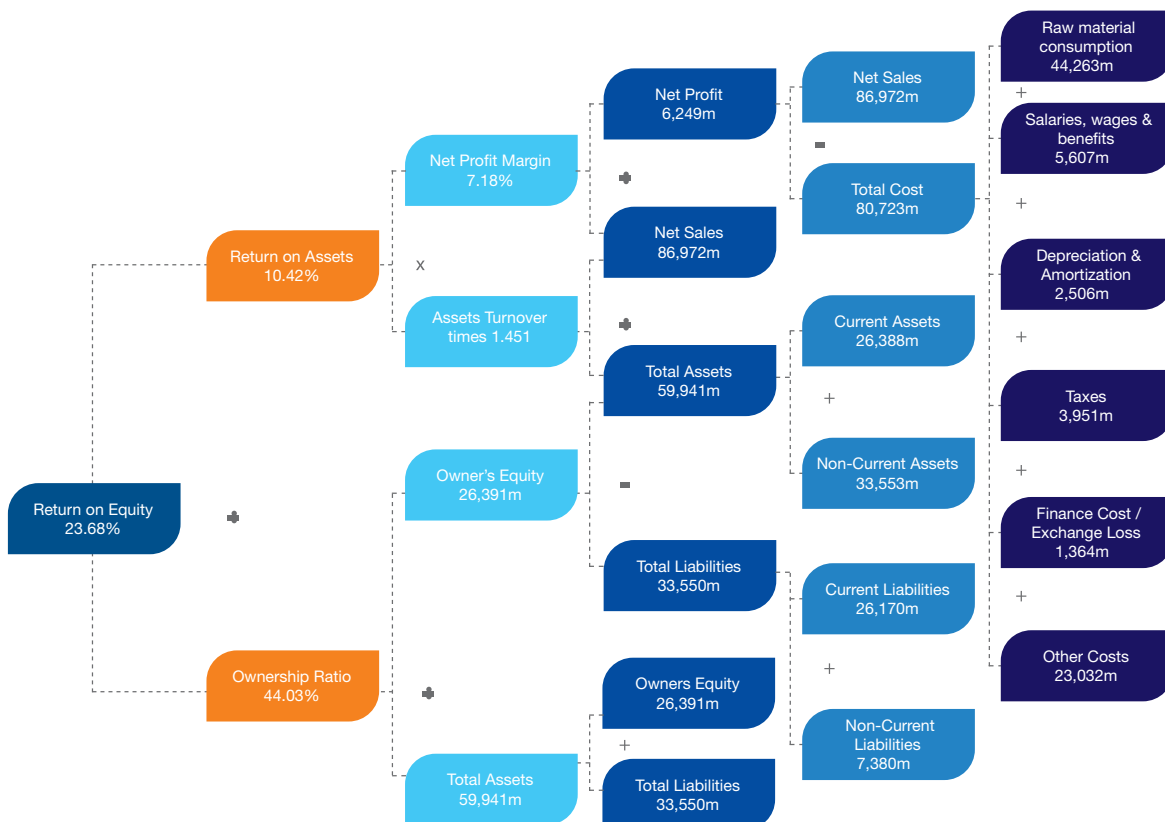 Return on Equity
23.68%
Return on Assets
10.42%
Ownership Ratio
44.03%
Net Profit Margin
7.18%
x
Assets Turnover
times 1.451
Owner's Equity
26,391m
Total Assets
59,941m
Net Profit
6,249m
Net Sales
86,972m
Total Assets
59,941m
-
Total Liabilities
33,550m
Owners Equity
26,391m
+
Total Liabilities
33,550m
Net Sales
86,972m
-
Total Cost
80,723m
Current Assets
26,388m
+
Non-Current Assets
33,553m
Current Liabilities
26,170m
+
Non-Current
Liabilities
7,380m
Raw material
consumption
44,263m
+
Salaries, wages &
benefits
5,607m
+
Depreciation &
Amortization
2,506m
+
Taxes
3,951m
+
Finance Cost /
Exchange Loss
1,364m
+
Other Costs
23,032m